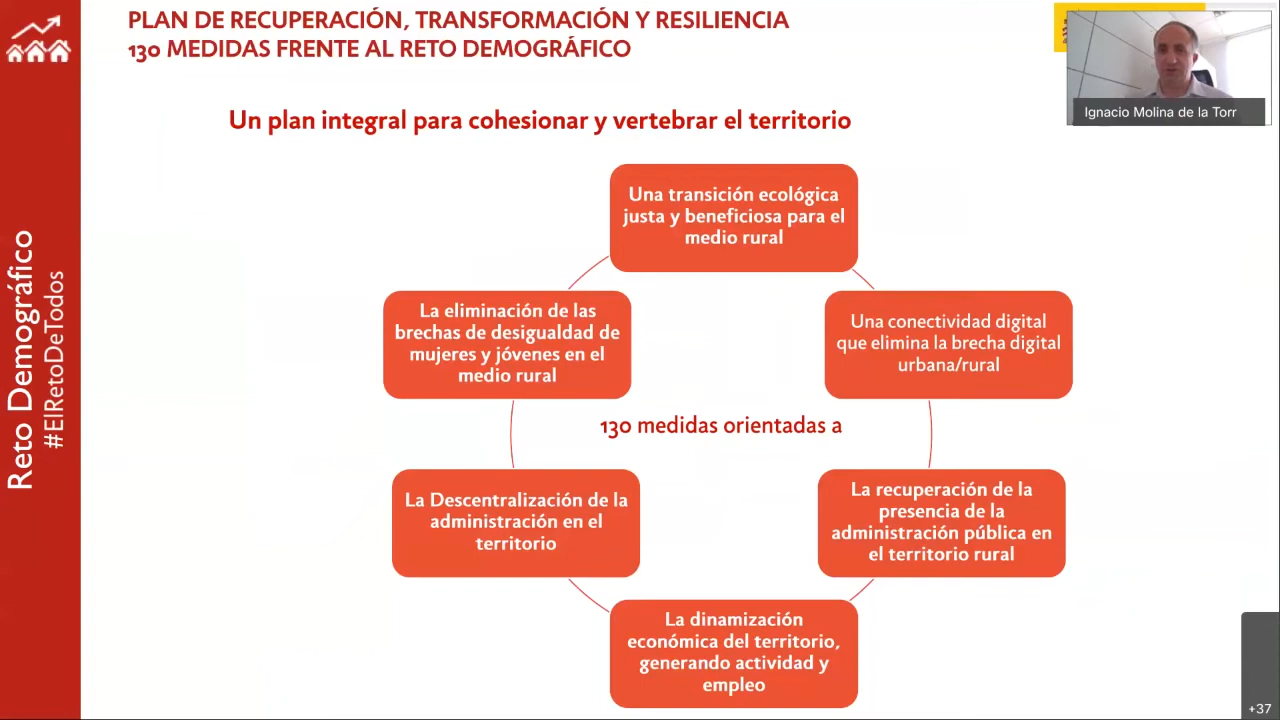 PLAN DE RECUPERACIÓN, TRANSFORMACIÓN Y RESILIENCIA
130 MEDIDAS FRENTE AL RETO DEMOGRÁFICO
Ignacio Molina de la Torr
Un plan integral para cohesionar y vertebrar el territorio
Una transición ecológica
justa y beneficiosa para el
medio rural
Una conectividad digital
que elimina la brecha digital
urbana/rural
La recuperación de la
presencia de la
administración pública en
el territorio rural
La dinamización
económica del territorio,
generando actividad y
empleo
La Descentralización de la
administración en el
territorio
La eliminación de las
brechas de desigualdad de
mujeres y jóvenes en el
medio rural
130 medidas orientadas a
Reto Demográfico
#ElRetoDeTodos
+37